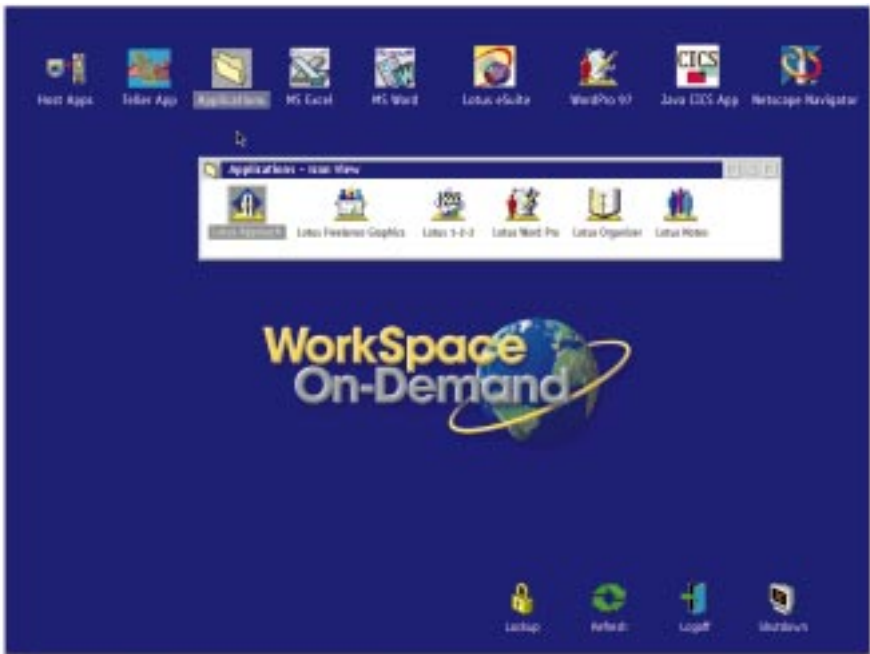 Host Apps
Teller App
Applications
MS Excel
MS Word
Lotus eSuite
WordPro 97
Java CICS App
Netscape Navigator
CICS
Applications - Icon View
Lotus Approach
Lotus Freelance Graphics
Lotus 1-2-3
Lotus Word Pro
Lotus Organizer
Lotus Notes
WorkSpace
On-Demand
Lockup
Refresh
Logoff
Shutdown